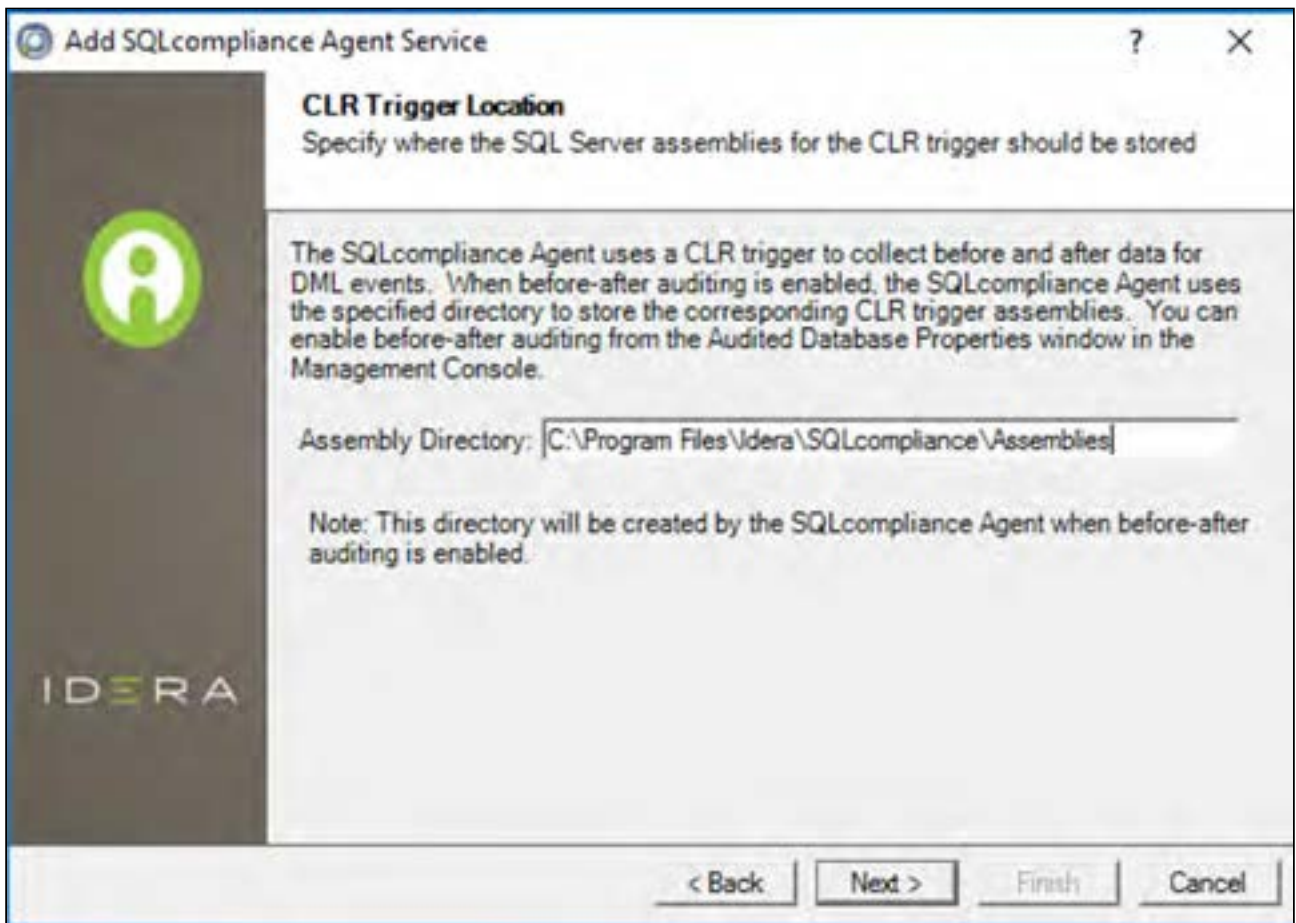 Add SQLcompliance Agent Service
?
CLR Trigger Location
Specify where the SQL Server assemblies for the CLR trigger should be stored
The SQLcompliance Agent uses a CLR trigger to collect before and after data for
DML events. When before-after auditing is enabled, the SQLcompliance Agent uses
the specified directory to store the corresponding CLR trigger assemblies. You can
enable before-after auditing from the Audited Database Properties window in the
Management Console.
Assembly Directory: C:\Program Files\Idera\SQLcompliance\Assemblies
Note: This directory will be created by the SQLcompliance Agent when before-after
auditing is enabled.
IDERA
< Back Next > Finish Cancel